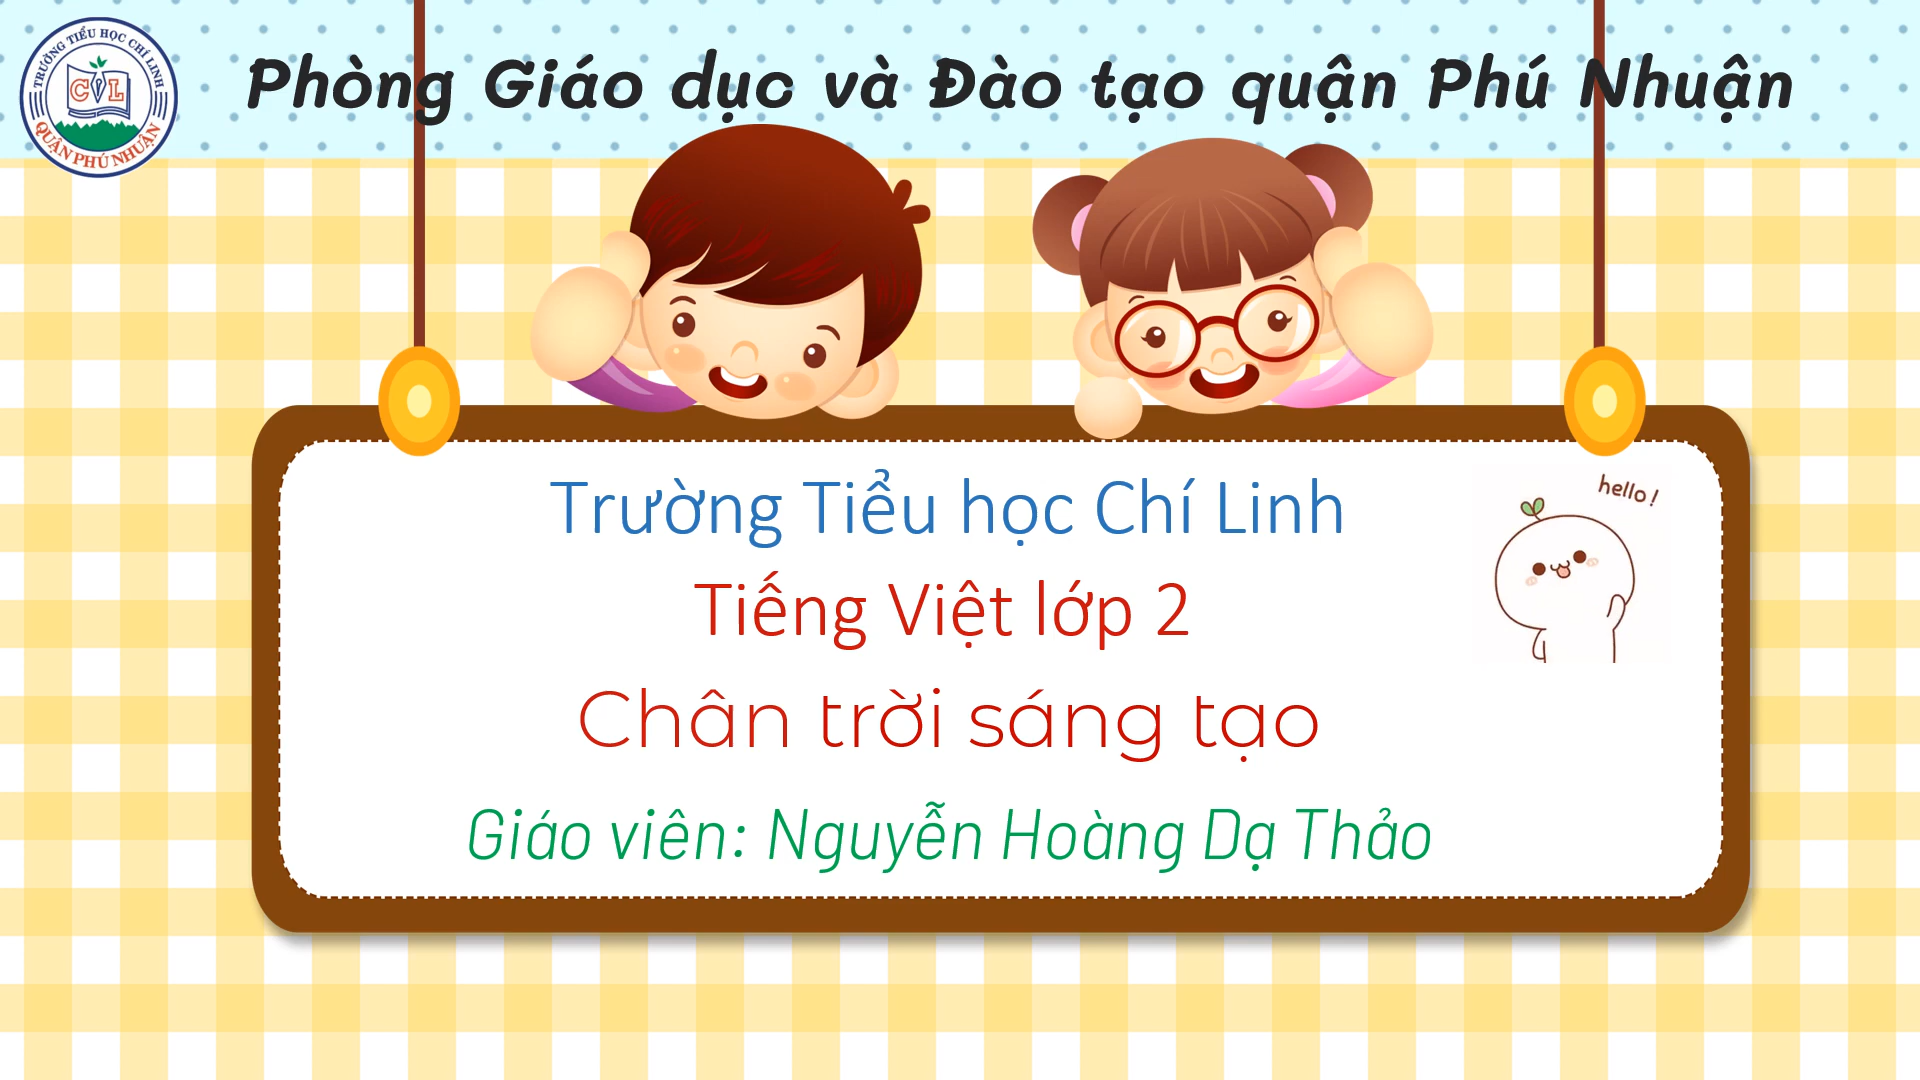 TRƯỜNG TIỂU HỌC CHÍ LINH
CVL
QUẬN PHÚ NHUẬN
Phòng Giáo dục và Đào tạo quận Phú Nhuận
hello!
Trường Tiểu học Chí Linh
Tiếng Việt lớp 2
Chân trời sáng tạo
Giáo viên: Nguyễn Hoàng Dạ Thảo